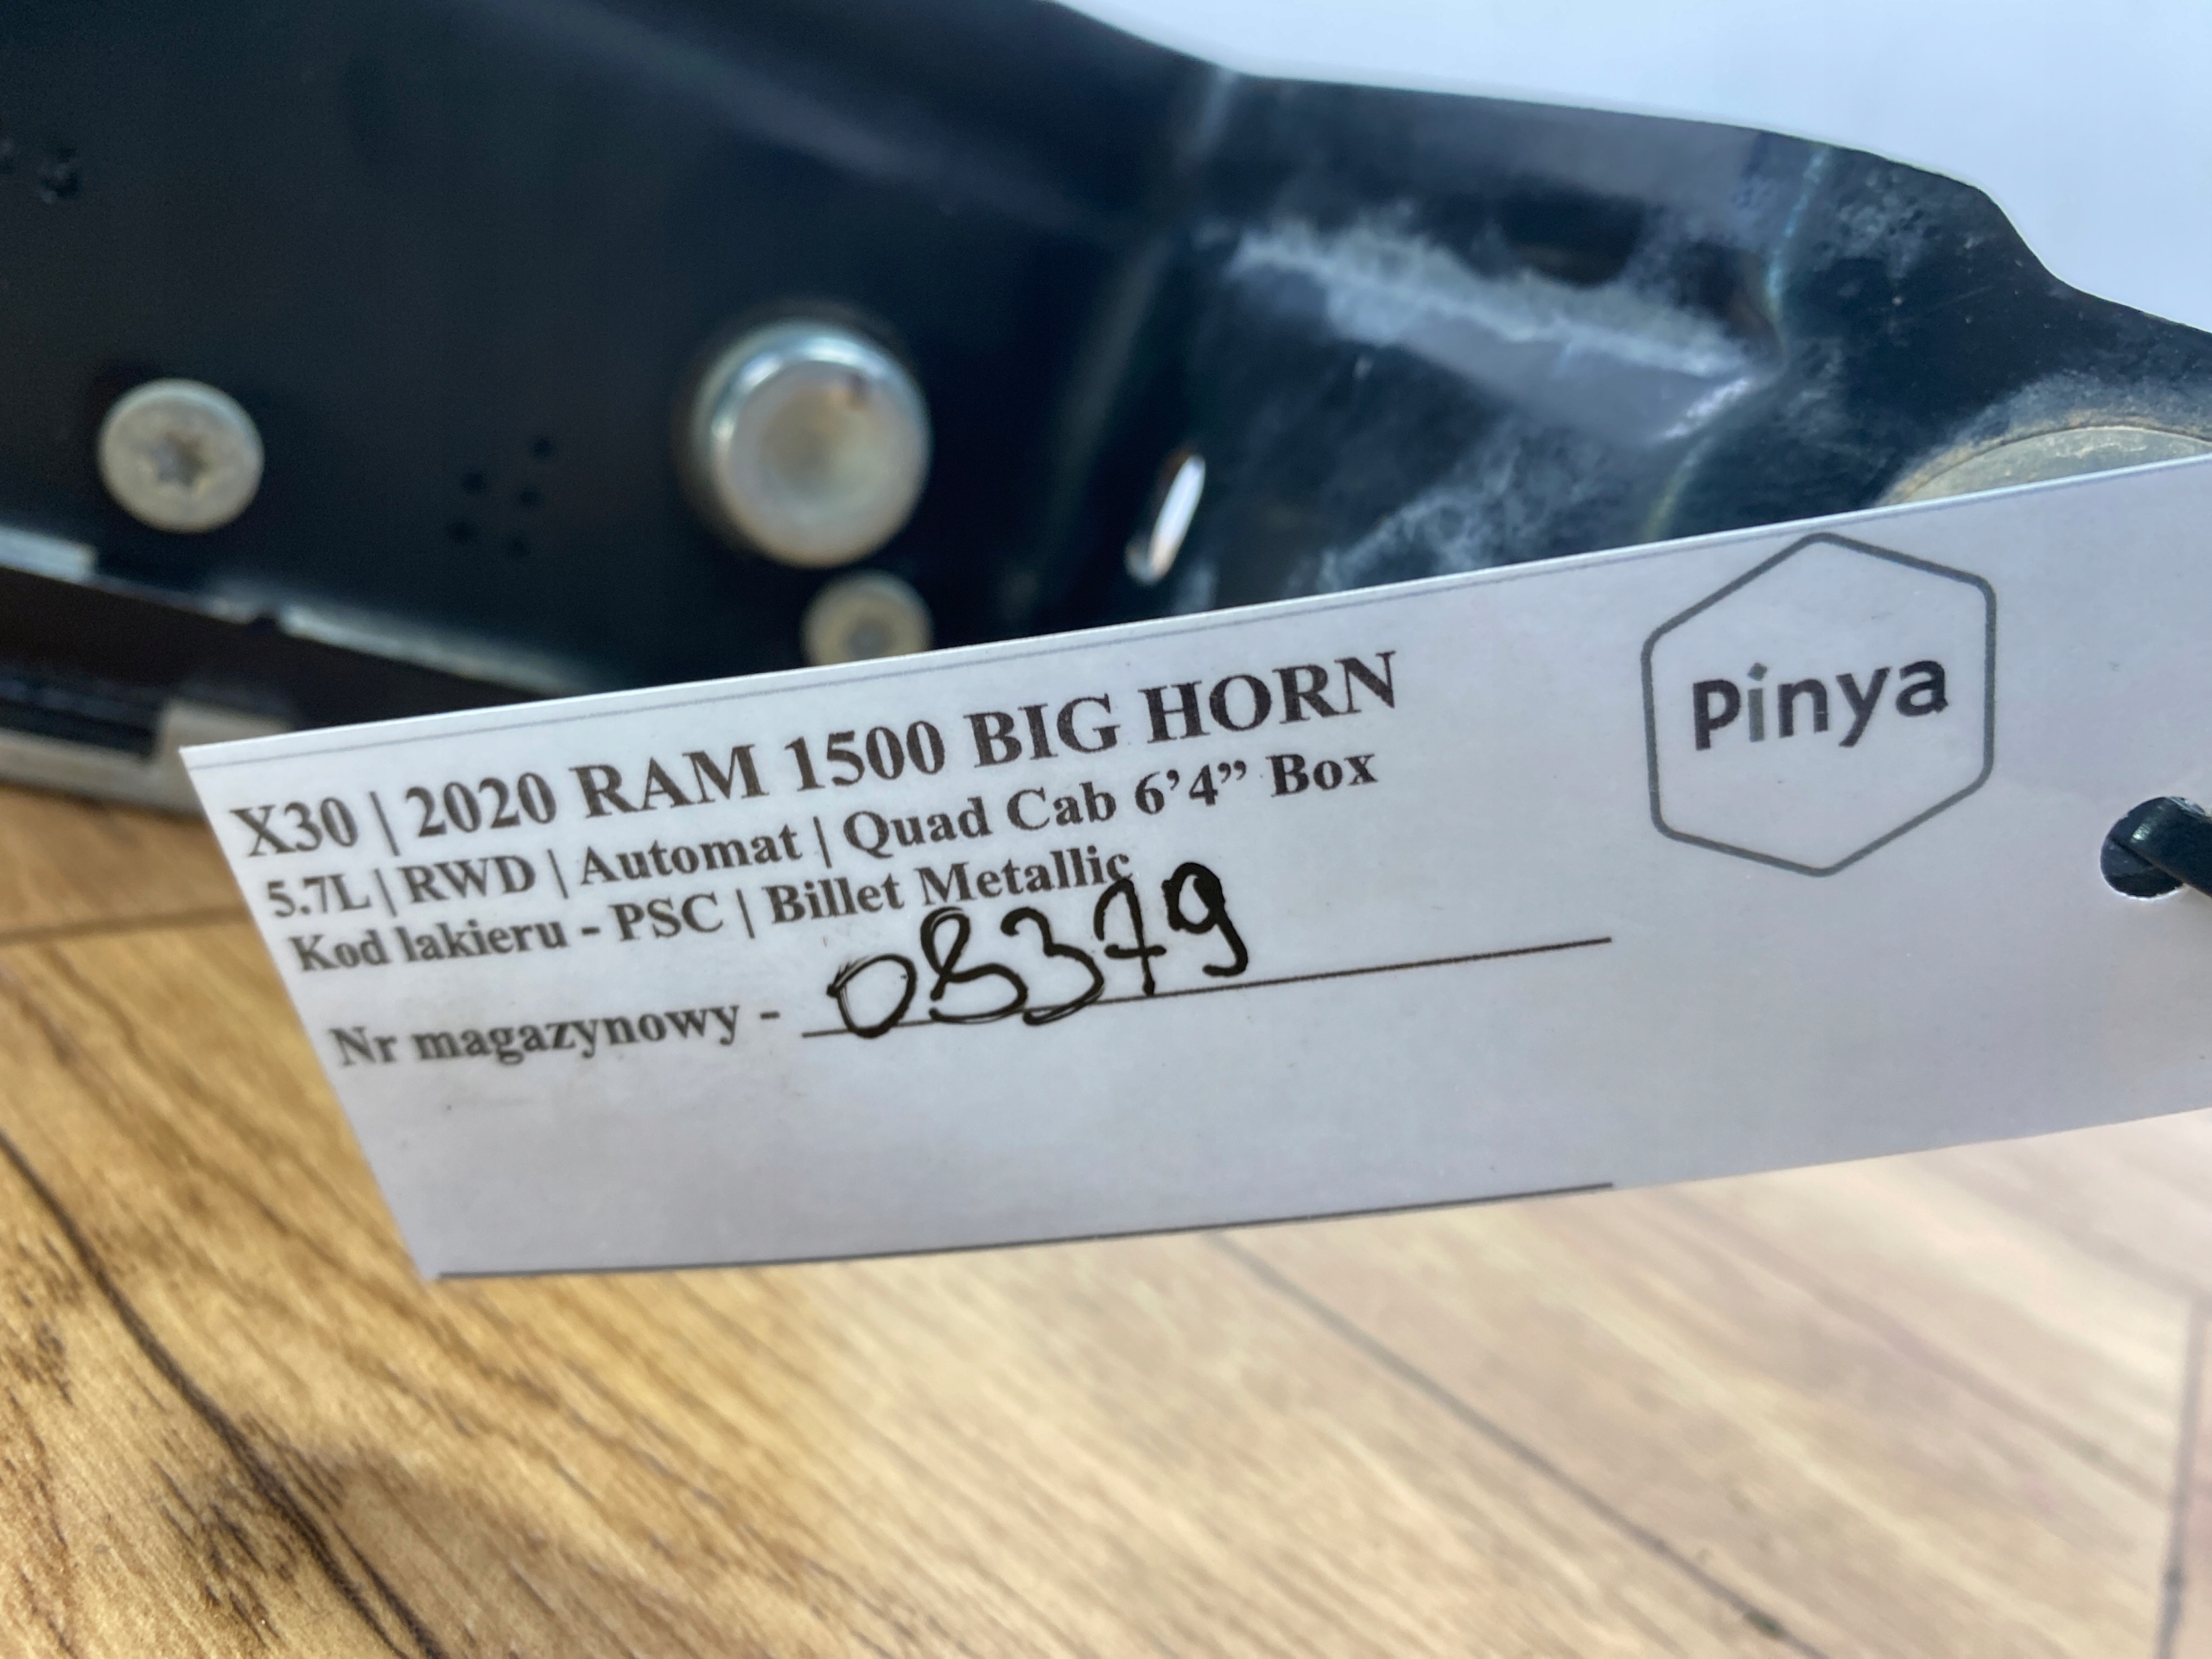 X30 | 2020 RAM 1500 BIG HORN
5.7L | RWD | Automat | Quad Cab 6’4” Box
Kod lakieru - PSC | Billet Metallic
Nr magazynowy - 08379
Pinya